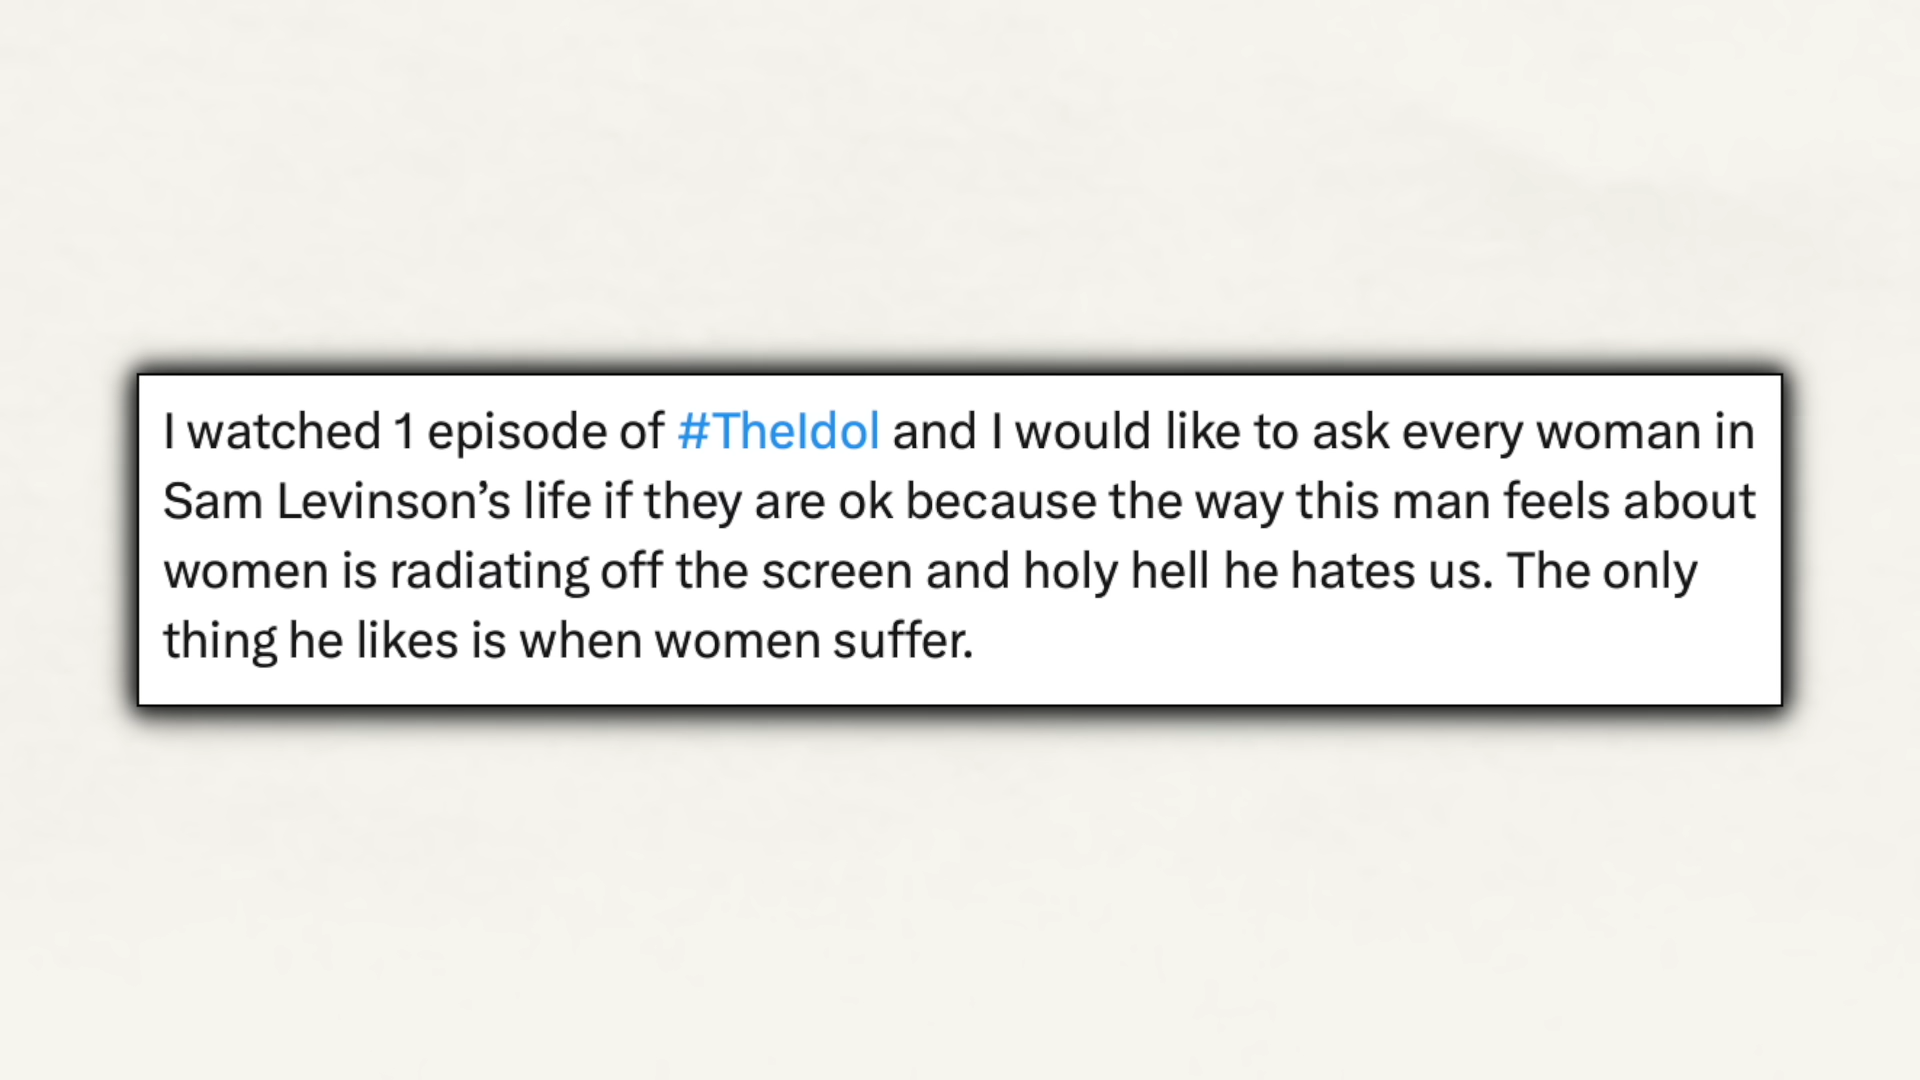 I watched 1 episode of #TheIdol and I would like to ask every woman in
Sam Levinson’s life if they are ok because the way this man feels about
women is radiating off the screen and holy hell he hates us. The only
thing he likes is when women suffer.